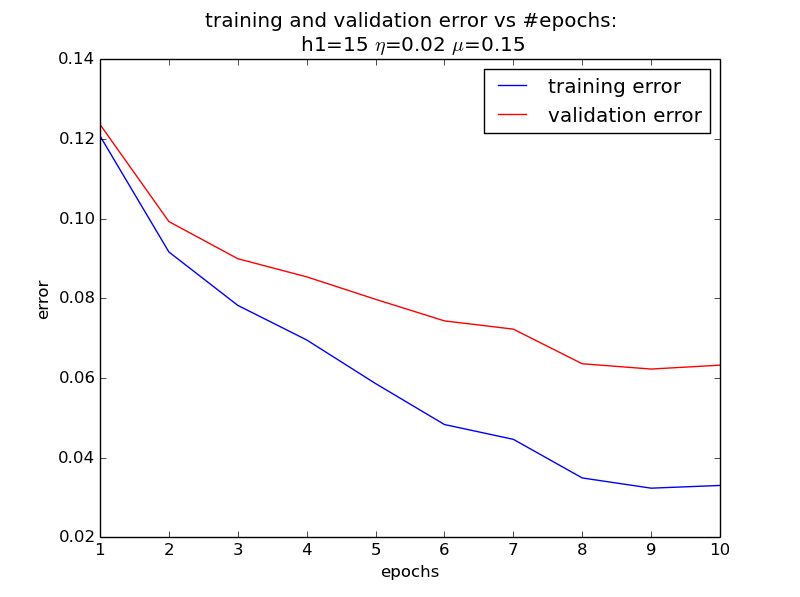 training and validation error vs #epochs:
h1=15 η=0.02 μ=0.15
training error
validation error
0.14
0.12
0.10
0.08
0.06
0.04
0.02
error
1 2 3 4 5 6 7 8 9 10
epochs